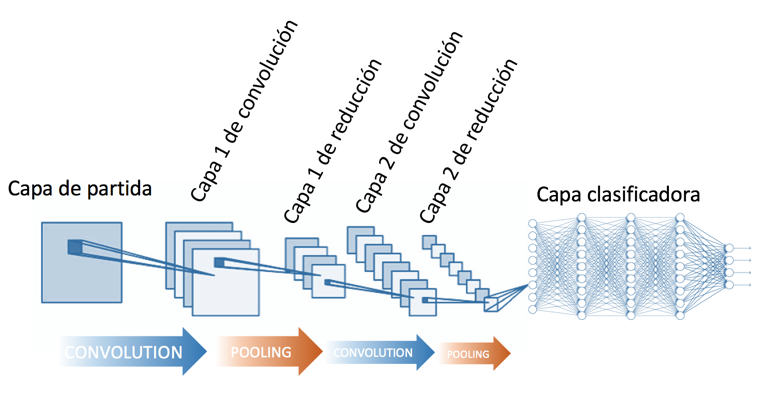 Capa de partida
Capa 1 de convolución
Capa 1 de reducción
Capa 2 de convolución
Capa 2 de reducción
Capa clasificadora
CONVOLUTION
POOLING
CONVOLUTION
POOLING